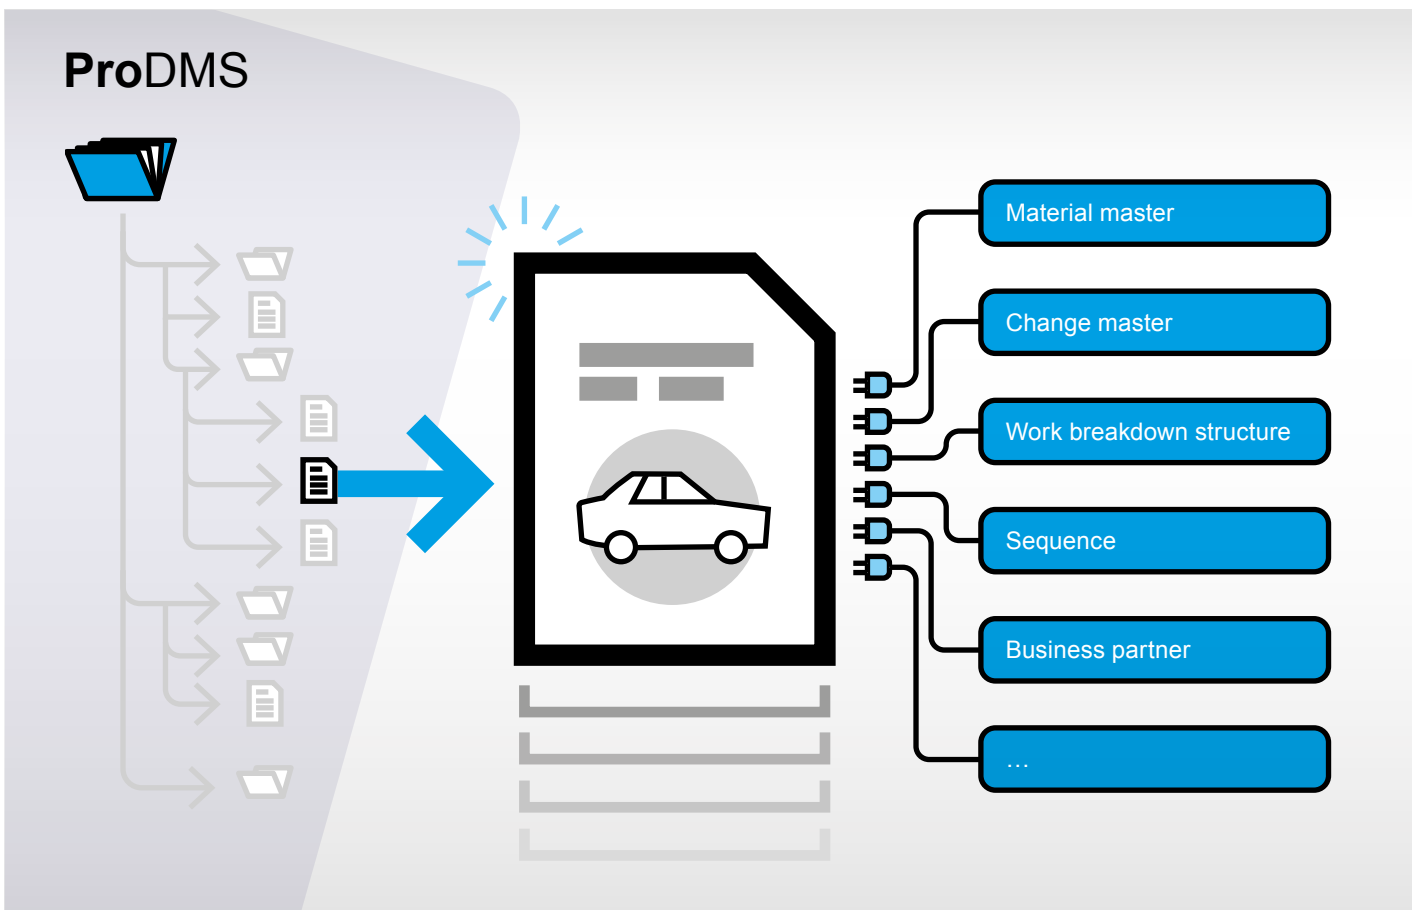 ProDMS
Material master
Change master
Work breakdown structure
Sequence
Business partner
…